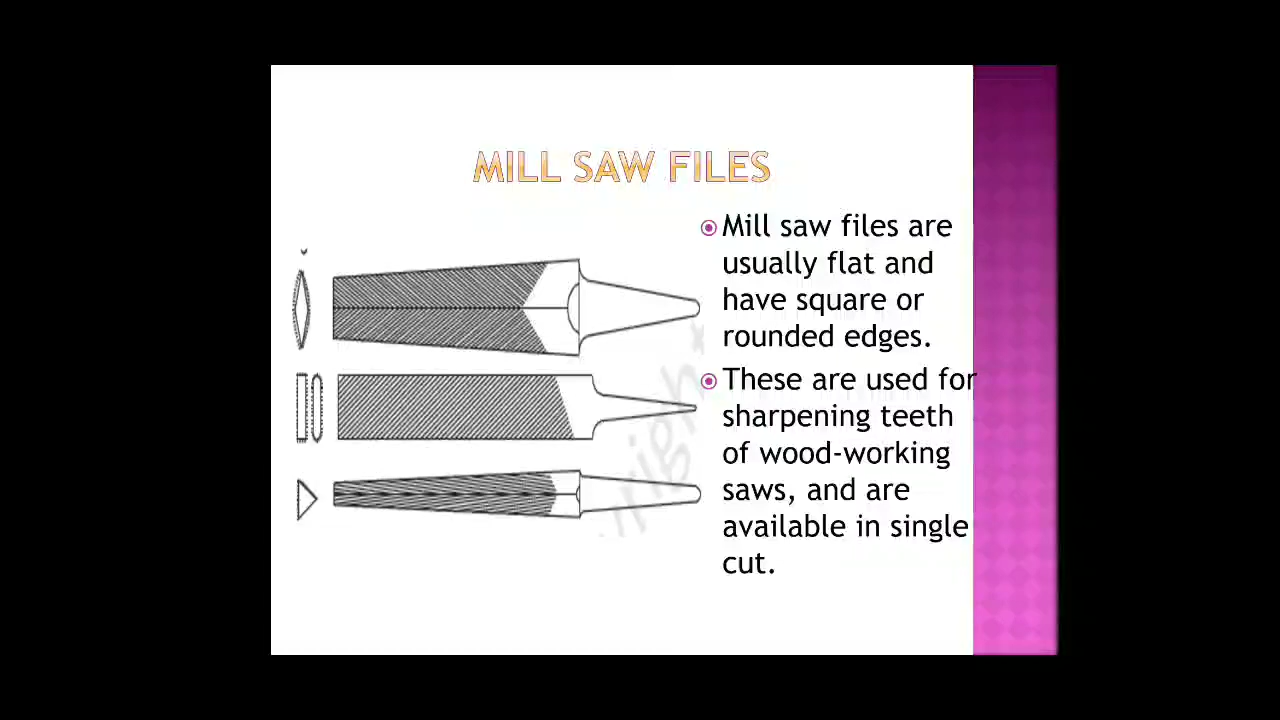 MILL SAW FILES
Mill saw files are
usually flat and
have square or
rounded edges.
These are used for
sharpening teeth
of wood-working
saws, and are
available in single
cut.